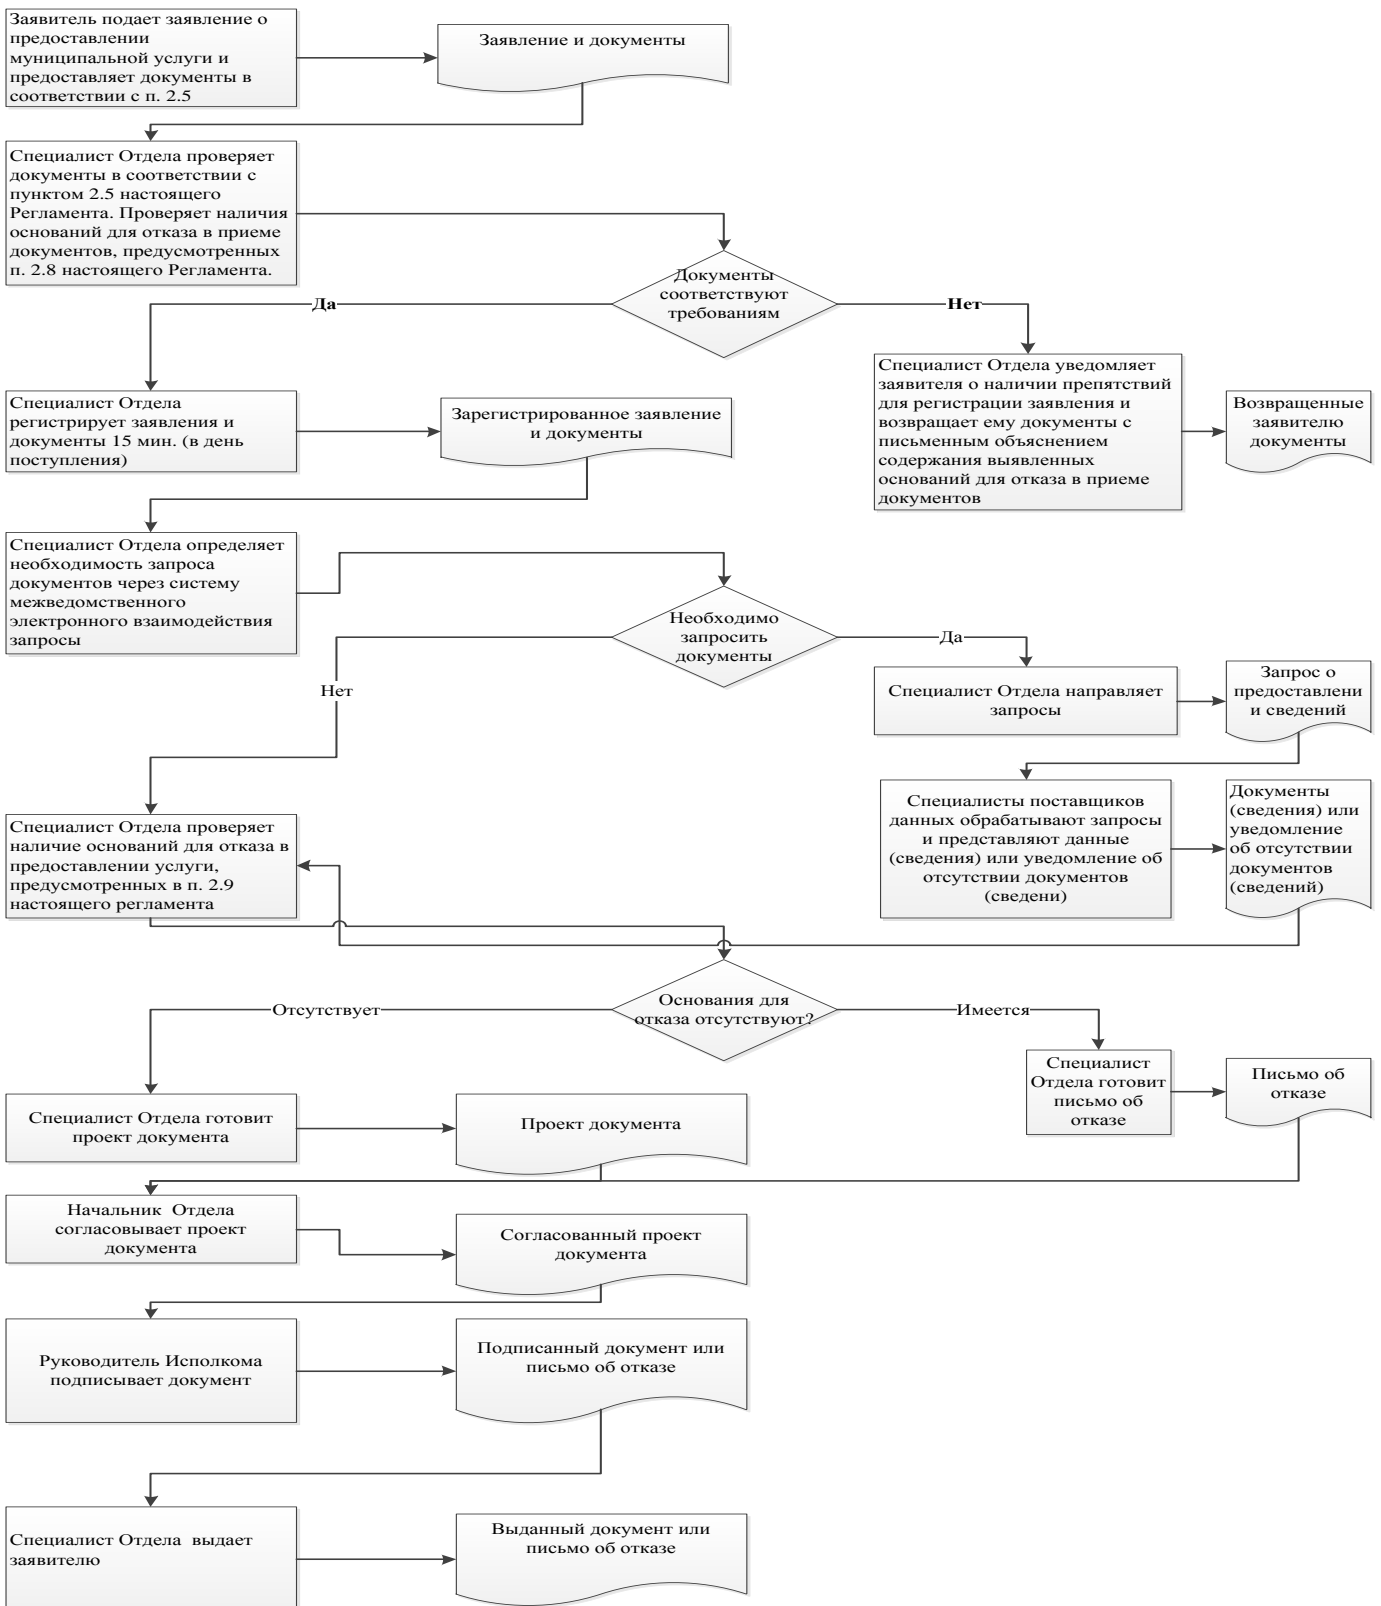 Заявитель подает заявление о
предоставлении
муниципальной услуги и
предоставляет документы в
соответствии с п. 2.5
Заявление и документы
Специалист Отдела проверяет
документы в соответствии с
пунктом 2.5 настоящего
Регламента. Проверяет наличия
оснований для отказа в приеме
документов, предусмотренных
п. 2.8 настоящего Регламента.
Документы
соответствуют
требованиям
Да
Нет
Специалист Отдела
регистрирует заявления и
документы 15 мин. (в день
поступления)
Зарегистрированное заявление
и документы
Специалист Отдела уведомляет
заявителя о наличии препятствий
для регистрации заявления и
возвращает ему документы с
письменным объяснением
содержания выявленных
оснований для отказа в приеме
документов
Возвращенные
заявителю
документы
Специалист Отдела определяет
необходимость запроса
документов через систему
межведомственного
электронного взаимодействия
запросы
Необходимо
запросить
документы
Да
Нет
Специалист Отдела направляет
запросы
Запрос о
предоставлени
и сведений
Специалисты поставщиков
данных обрабатывают запросы
и представляют данные
(сведения) или уведомление об
отсутствии документов
(сведени)
Документы
(сведения) или
уведомление
об отсутствии
документов
(сведений)
Специалист Отдела проверяет
наличие оснований для отказа в
предоставлении услуги,
предусмотренных в п. 2.9
настоящего регламента
Основания для
отказа отсутствуют?
Отсутствует
Имеется
Специалист
Отдела готовит
письмо об
отказе
Письмо об
отказе
Специалист Отдела готовит
проект документа
Проект документа
Начальник  Отдела
согласовывает проект
документа
Согласованный проект
документа
Руководитель Исполкома
подписывает документ
Подписанный документ или
письмо об отказе
Специалист Отдела  выдает
заявителю
Выданный документ или
письмо об отказе